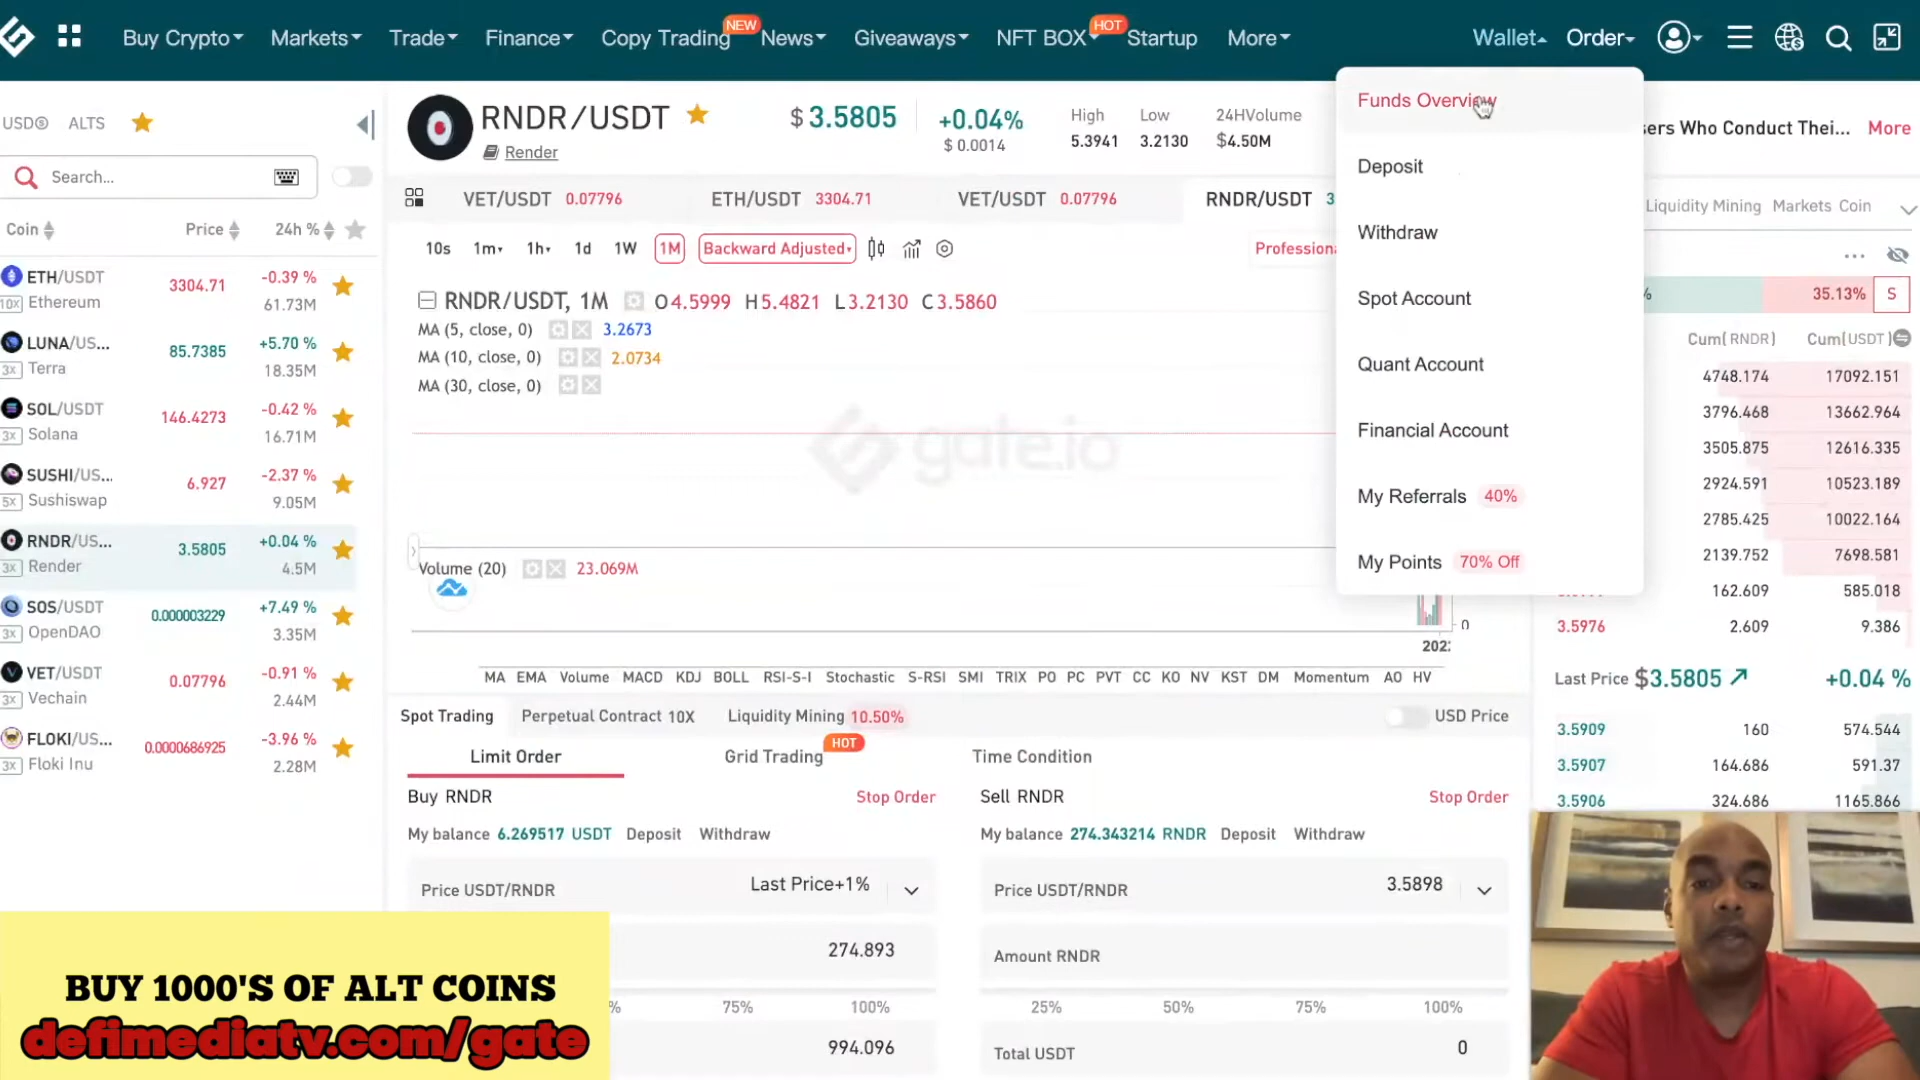 Buy Crypto Markets Trade Finance Copy Trading NEW News Giveaways NFT BOX HOT Startup More Wallet Order
Funds Overview
Deposit
Withdraw
Spot Account
Quant Account
Financial Account
My Referrals 40%
My Points 70% Off
sers Who Conduct Thei... More
USD ALTS
Search...
Coin Price 24h %
ETH/USDT 3304.71 -0.39 %
10X Ethereum 61.73M
LUNA/US... 85.7385 +5.70 %
3X Terra 18.35M
SOL/USDT 146.4273 -0.42 %
3X Solana 16.71M
SUSHI/US... 6.927 -2.37 %
5X Sushiswap 9.05M
RNDR/US... 3.5805 +0.04 %
3X Render 4.5M
SOS/USDT 0.000003229 +7.49 %
3X OpenDAO 3.35M
VET/USDT 0.07796 -0.91 %
3X Vechain 2.44M
FLOKI/US... 0.0000686925 -3.96 %
3X Floki Inu 2.28M
RNDR/USDT $3.5805 +0.04% High Low 24HVolume
Render $ 0.0014 5.3941 3.2130 $4.50M
VET/USDT 0.07796 ETH/USDT 3304.71 VET/USDT 0.07796 RNDR/USDT 3
10s 1m 1h 1d 1W 1M Backward Adjusted Professiona
RNDR/USDT, 1M O4.5999 H5.4821 L3.2130 C3.5860
MA (5, close, 0) 3.2673
MA (10, close, 0) 2.0734
MA (30, close, 0)
gate.io
Volume (20) 23.069M
0
202
MA EMA Volume MACD KDJ BOLL RSI-S-I Stochastic S-RSI SMI TRIX PO PC PVT CC KO NV KST DM Momentum AO HV
Spot Trading Perpetual Contract 10X Liquidity Mining 10.50% USD Price
Limit Order Grid Trading HOT Time Condition
Buy RNDR Stop Order
My balance 6.269517 USDT Deposit Withdraw
Price USDT/RNDR Last Price+1%
274.893
% 75% 100%
994.096
Sell RNDR Stop Order
My balance 274.343214 RNDR Deposit Withdraw
Price USDT/RNDR 3.5898
Amount RNDR
25% 50% 75% 100%
Total USDT 0
Liquidity Mining Markets Coin
...
% 35.13% S
Cum(RNDR) Cum(USDT)
4748.174 17092.151
3796.468 13662.964
3505.875 12616.335
2924.591 10523.189
2785.425 10022.164
2139.752 7698.581
162.609 585.018
3.5976 2.609 9.386
Last Price $3.5805 +0.04 %
3.5909 160 574.544
3.5907 164.686 591.37
3.5906 324.686 1165.866
BUY 1000'S OF ALT COINS
defimediatv.com/gate